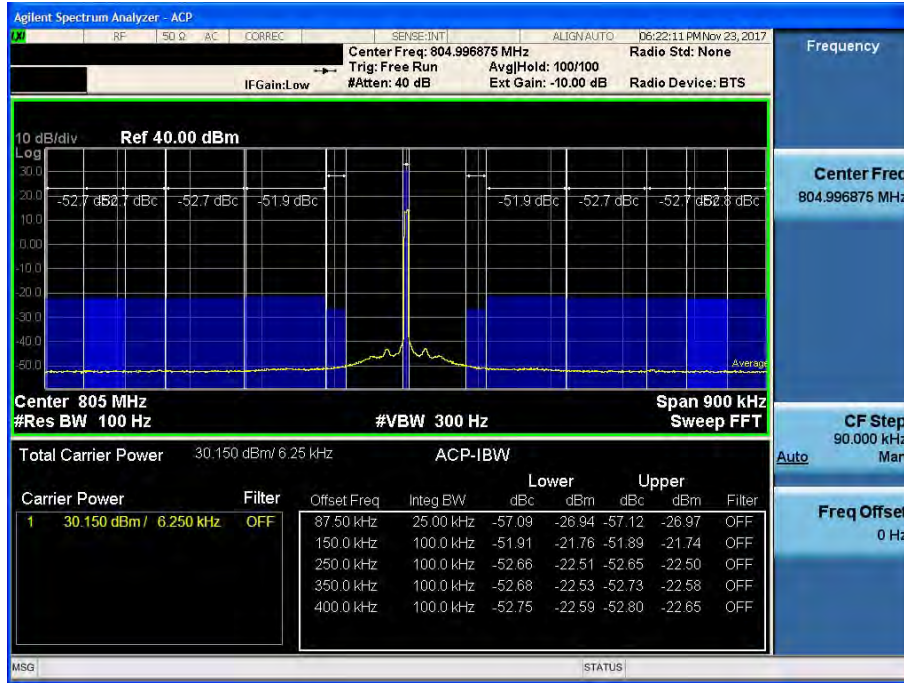 Agilent Spectrum Analyzer - ACP
LXI RF 50 Ω AC CORREC SENSE:INT ALIGNAUTO 06:22:11 PM Nov 23, 2017
Center Freq: 804.996875 MHz Radio Std: None
Trig: Free Run Avg|Hold: 100/100
IFGain:Low #Atten: 40 dB Ext Gain: -10.00 dB Radio Device: BTS
Frequency
10 dB/div Ref 40.00 dBm
Log
30.0
20.0
10.0
0.00
-10.0
-20.0
-30.0
-40.0
-50.0
-52.7 dBc -52.7 dBc -51.9 dBc -51.9 dBc -52.7 dBc -52.8 dBc
Average
Center Freq
804.996875 MHz
Center 805 MHz Span 900 kHz
#Res BW 100 Hz #VBW 300 Hz Sweep FFT
CF Step
90.000 kHz
Auto Man
Freq Offset
0 Hz
Total Carrier Power 30.150 dBm/ 6.25 kHz ACP-IBW
Lower Upper
Carrier Power Filter Offset Freq Integ BW dBc dBm dBc dBm Filter
1 30.150 dBm / 6.250 kHz OFF 87.50 kHz 25.00 kHz -57.09 -26.94 -57.12 -26.97 OFF
150.0 kHz 100.0 kHz -51.91 -21.76 -51.89 -21.74 OFF
250.0 kHz 100.0 kHz -52.66 -22.51 -52.65 -22.50 OFF
350.0 kHz 100.0 kHz -52.68 -22.53 -52.73 -22.58 OFF
400.0 kHz 100.0 kHz -52.75 -22.59 -52.80 -22.65 OFF
MSG STATUS